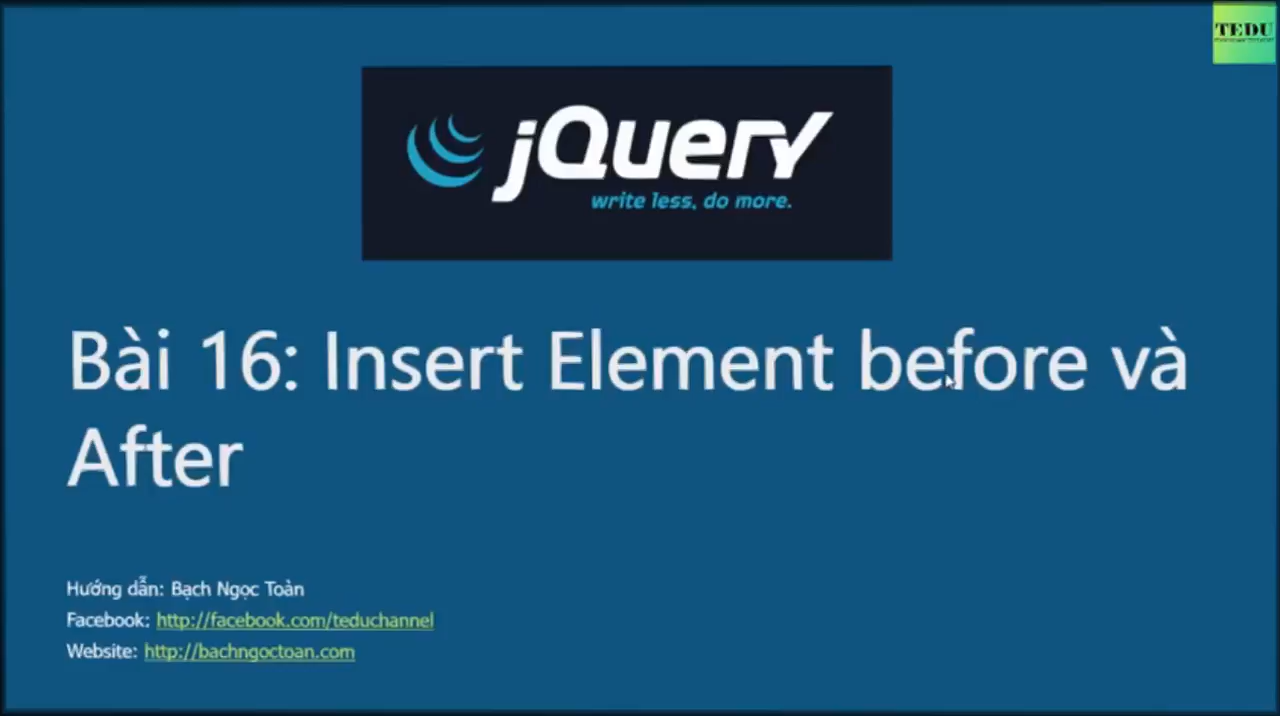 TEDU
jQuery
write less, do more.
Bài 16: Insert Element before và
After
Hướng dẫn: Bạch Ngọc Toàn
Facebook: http://facebook.com/teduchannel
Website: http://bachngoctoan.com